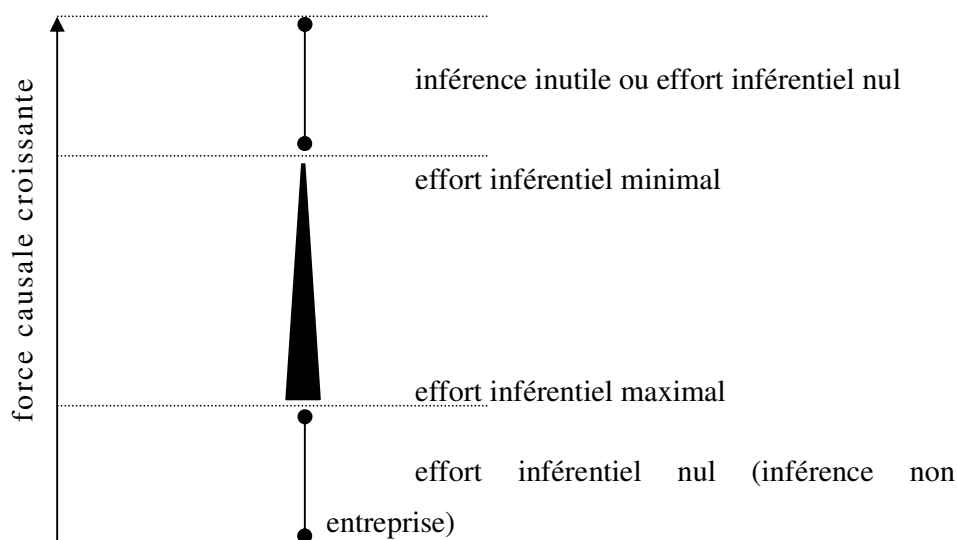 force causale croissante
inférence inutile ou effort inférentiel nul
effort inférentiel minimal
effort inférentiel maximal
effort inférentiel nul (inférence non
entreprise)